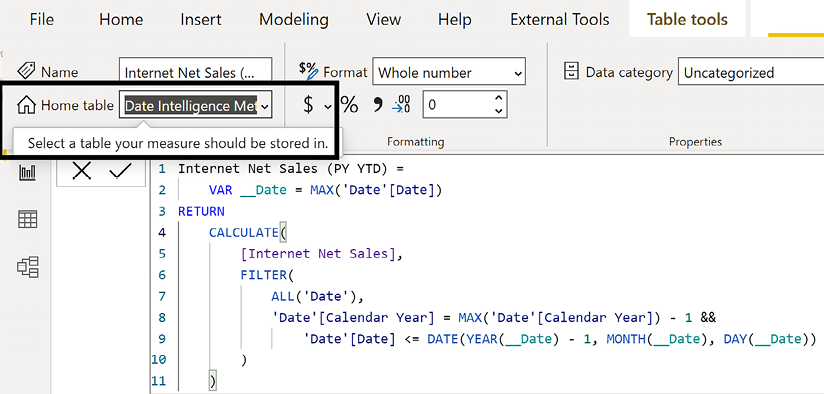 File Home Insert Modeling View Help External Tools Table tools
Name Internet Net Sales (... $% Format Whole number Data category Uncategorized
Home table Date Intelligence Met $ % , .00 0
Select a table your measure should be stored in. Formatting Properties
1 Internet Net Sales (PY YTD) =
2 VAR __Date = MAX('Date'[Date])
3 RETURN
4 CALCULATE(
5 [Internet Net Sales],
6 FILTER(
7 ALL('Date'),
8 'Date'[Calendar Year] = MAX('Date'[Calendar Year]) - 1 &&
9 'Date'[Date] <= DATE(YEAR(__Date) - 1, MONTH(__Date), DAY(__Date))
10 )
11 )